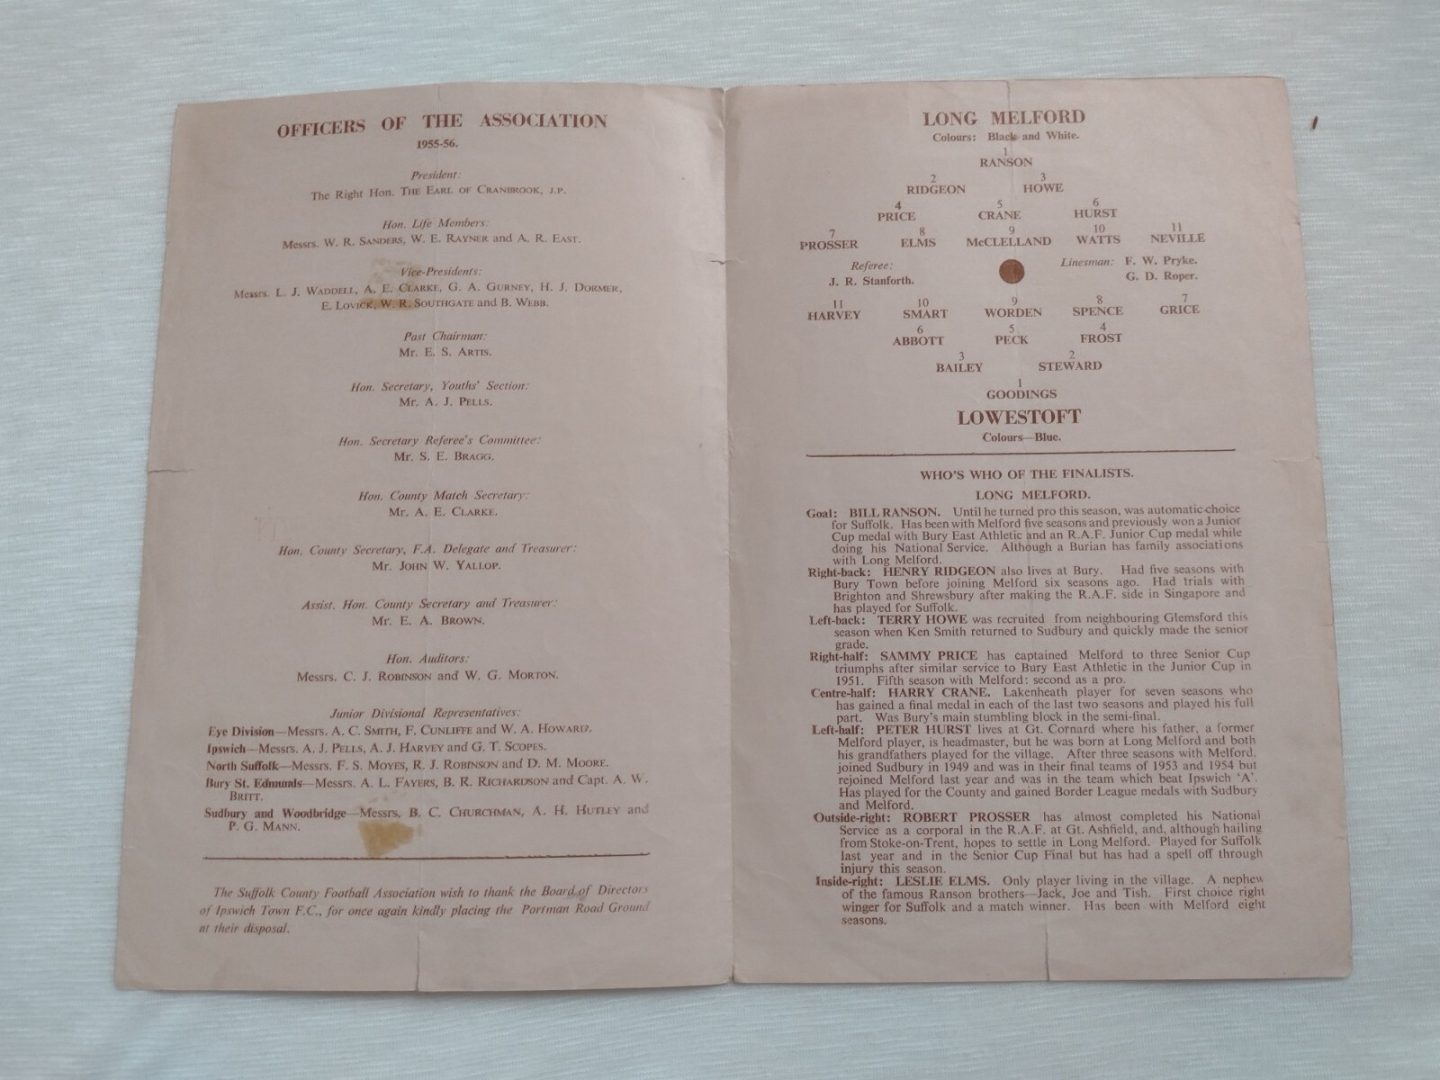 OFFICERS OF THE ASSOCIATION
1955-56.
President:
The Right Hon. THE EARL OF CRANBROOK, J.P.
Hon. Life Members:
Messrs. W. R. SANDERS, W. E. RAYNER and A. R. EAST.
Vice-Presidents:
Messrs. L. J. WADDELL, A. E. CLARKE, G. A. GURNEY, H. J. DORMER,
E. LOVICK, W. R. SOUTHGATE and B. WEBB.
Past Chairman:
Mr. E. S. ARTIS.
Hon. Secretary, Youths' Section:
Mr. A. J. PELLS.
Hon. Secretary Referee's Committee:
Mr. S. E. BRAGG.
Hon. County Match Secretary:
Mr. A. E. CLARKE.
Hon. County Secretary, F.A. Delegate and Treasurer:
Mr. JOHN W. YALLOP.
Assist. Hon. County Secretary and Treasurer:
Mr. E. A. BROWN.
Hon. Auditors:
Messrs. C. J. ROBINSON and W. G. MORTON.
Junior Divisional Representatives:
Eye Division—Messrs. A. C. SMITH, F. CUNLIFFE and W. A. HOWARD.
Ipswich—Messrs. A. J. PELLS, A. J. HARVEY and G. T. SCOPES.
North Suffolk—Messrs. F. S. MOYES, R. J. ROBINSON and D. M. MOORE.
Bury St. Edmunds—Messrs. A. L. FAYERS, B. R. RICHARDSON and Capt. A. W.
BRITT.
Sudbury and Woodbridge—Messrs. B. C. CHURCHMAN, A. H. HUTLEY and
P. G. MANN.
The Suffolk County Football Association wish to thank the Board of Directors
of Ipswich Town F.C., for once again kindly placing the Portman Road Ground
at their disposal.
LONG MELFORD
Colours: Black and White.
1
RANSON
2 3
RIDGEON HOWE
4 5 6
PRICE CRANE HURST
7 8 9 10 11
PROSSER ELMS McCLELLAND WATTS NEVILLE
Referee: Linesman: F. W. Pryke.
J. R. Stanforth. G. D. Roper.
11 10 9 8 7
HARVEY SMART WORDEN SPENCE GRICE
6 5 4
ABBOTT PECK FROST
3 2
BAILEY STEWARD
1
GOODINGS
LOWESTOFT
Colours—Blue.
WHO'S WHO OF THE FINALISTS.
LONG MELFORD.
Goal: BILL RANSON. Until he turned pro this season, was automatic choice
for Suffolk. Has been with Melford five seasons and previously won a Junior
Cup medal with Bury East Athletic and an R.A.F. Junior Cup medal while
doing his National Service. Although a Burian has family associations
with Long Melford.
Right-back: HENRY RIDGEON also lives at Bury. Had five seasons with
Bury Town before joining Melford six seasons ago. Had trials with
Brighton and Shrewsbury after making the R.A.F. side in Singapore and
has played for Suffolk.
Left-back: TERRY HOWE was recruited from neighbouring Glemsford this
season when Ken Smith returned to Sudbury and quickly made the senior
grade.
Right-half: SAMMY PRICE has captained Melford to three Senior Cup
triumphs after similar service to Bury East Athletic in the Junior Cup in
1951. Fifth season with Melford: second as a pro.
Centre-half: HARRY CRANE. Lakenheath player for seven seasons who
has gained a final medal in each of the last two seasons and played his full
part. Was Bury's main stumbling block in the semi-final.
Left-half: PETER HURST lives at Gt. Cornard where his father, a former
Melford player, is headmaster, but he was born at Long Melford and both
his grandfathers played for the village. After three seasons with Melford,
joined Sudbury in 1949 and was in their final teams of 1953 and 1954 but
rejoined Melford last year and was in the team which beat Ipswich 'A'.
Has played for the County and gained Border League medals with Sudbury
and Melford.
Outside-right: ROBERT PROSSER has almost completed his National
Service as a corporal in the R.A.F. at Gt. Ashfield, and, although hailing
from Stoke-on-Trent, hopes to settle in Long Melford. Played for Suffolk
last year and in the Senior Cup Final but has had a spell off through
injury this season.
Inside-right: LESLIE ELMS. Only player living in the village. A nephew
of the famous Ranson brothers—Jack, Joe and Tish. First choice right
winger for Suffolk and a match winner. Has been with Melford eight
seasons.